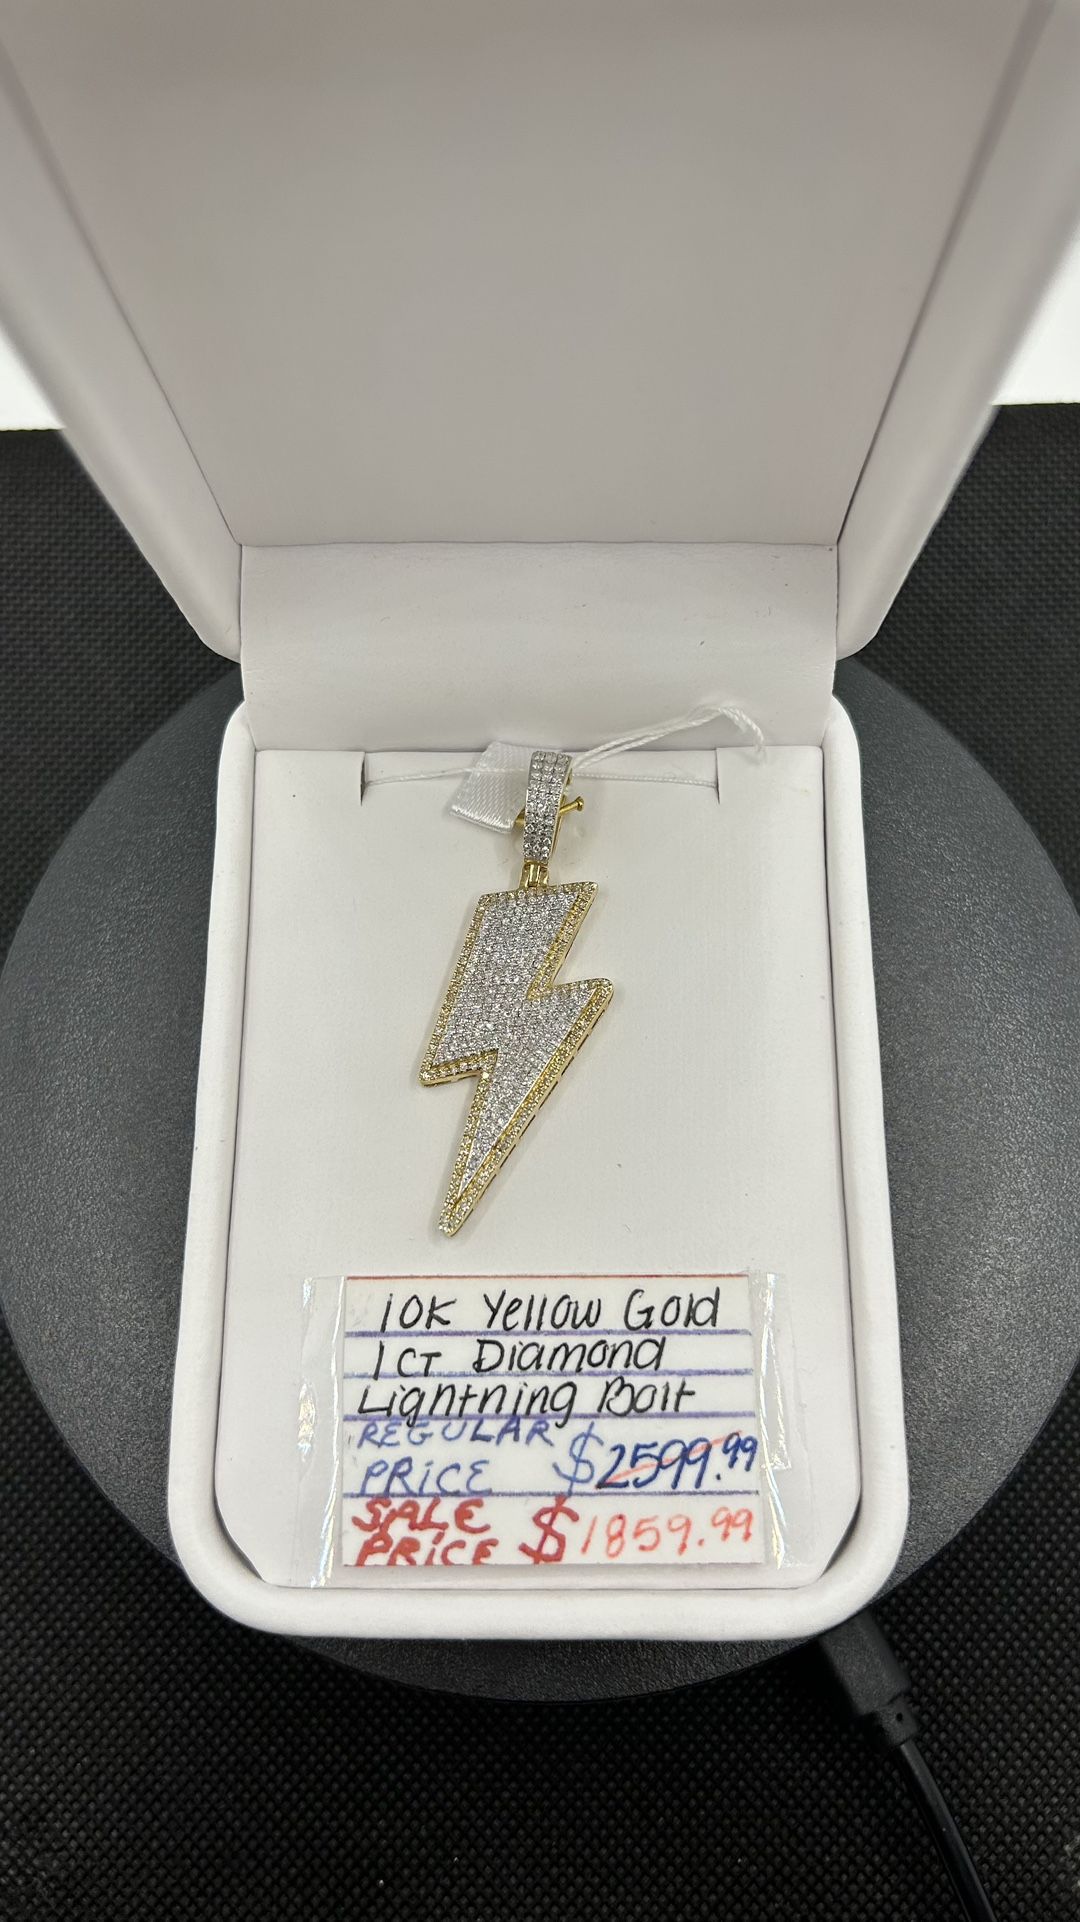 10K Yellow Gold
1CT Diamond
Lightning Bolt
REGULAR
PRICE $2599.99
SALE
PRICE $1859.99